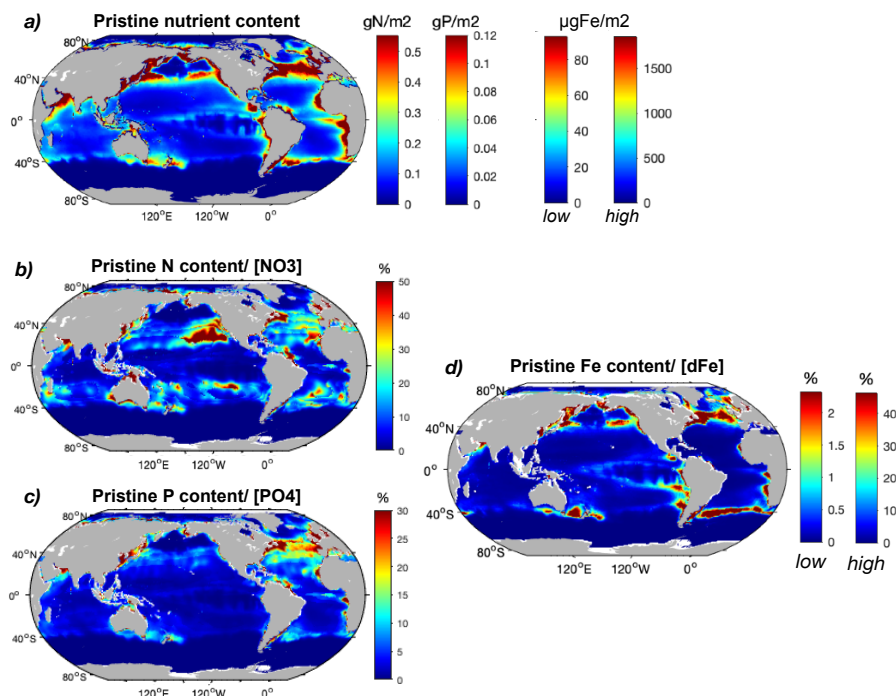 a) Pristine nutrient content
gN/m2 gP/m2 µgFe/m2
80°N
40°N
0°
40°S
80°S
120°E 120°W 0°
0.5
0.4
0.3
0.2
0.1
0
0.12
0.1
0.08
0.06
0.04
0.02
0
80
60
40
20
0
low
1500
1000
500
0
high
b) Pristine N content/ [NO3]
%
80°N
40°N
0°
40°S
80°S
120°E 120°W 0°
50
40
30
20
10
0
c) Pristine P content/ [PO4]
%
80°N
40°N
0°
40°S
80°S
120°E 120°W 0°
30
25
20
15
10
5
0
d) Pristine Fe content/ [dFe]
% %
80°N
40°N
0°
40°S
80°S
120°E 120°W 0°
2
1.5
1
0.5
0
low
40
30
20
10
0
high